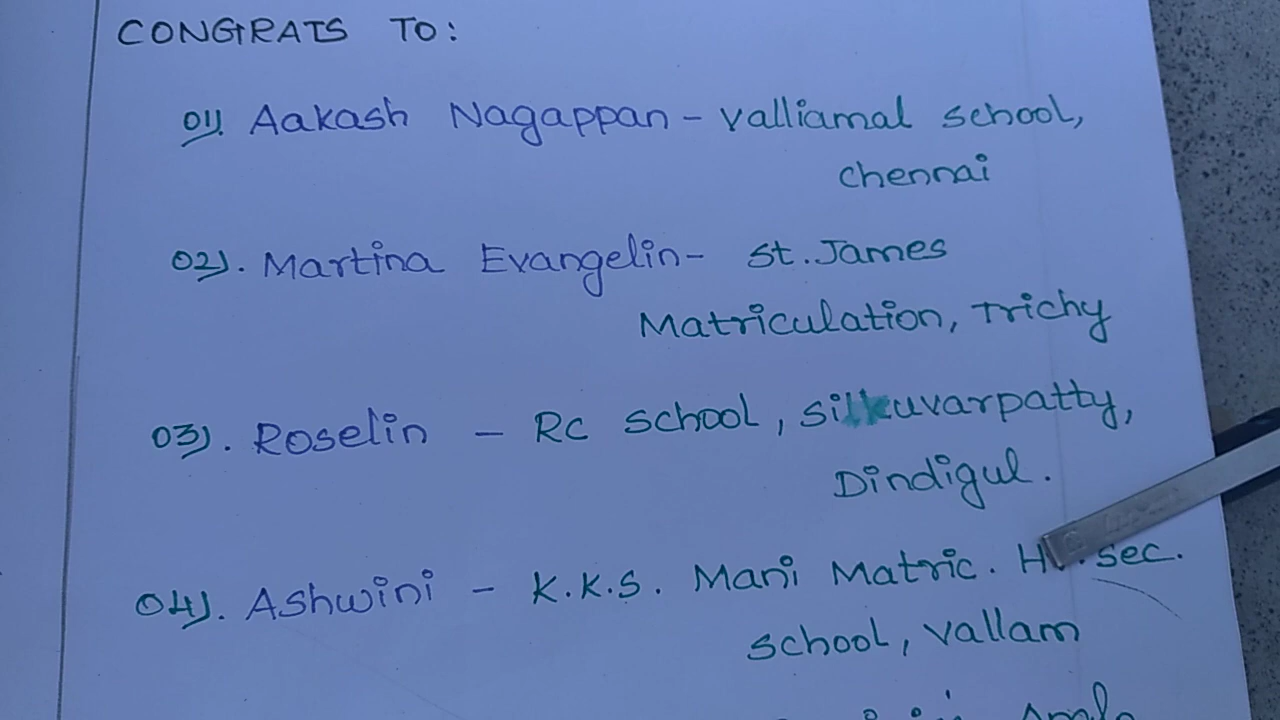 CONGRATS TO:
01). Aakash Nagappan - Valliamal school,
chennai
02). Martina Evangelin - St. James
Matriculation, Trichy
03). Roselin - RC school, silkuvarpatty,
Dindigul.
04). Ashwini - K.K.S. Mani Matric. sec.
school, Vallam